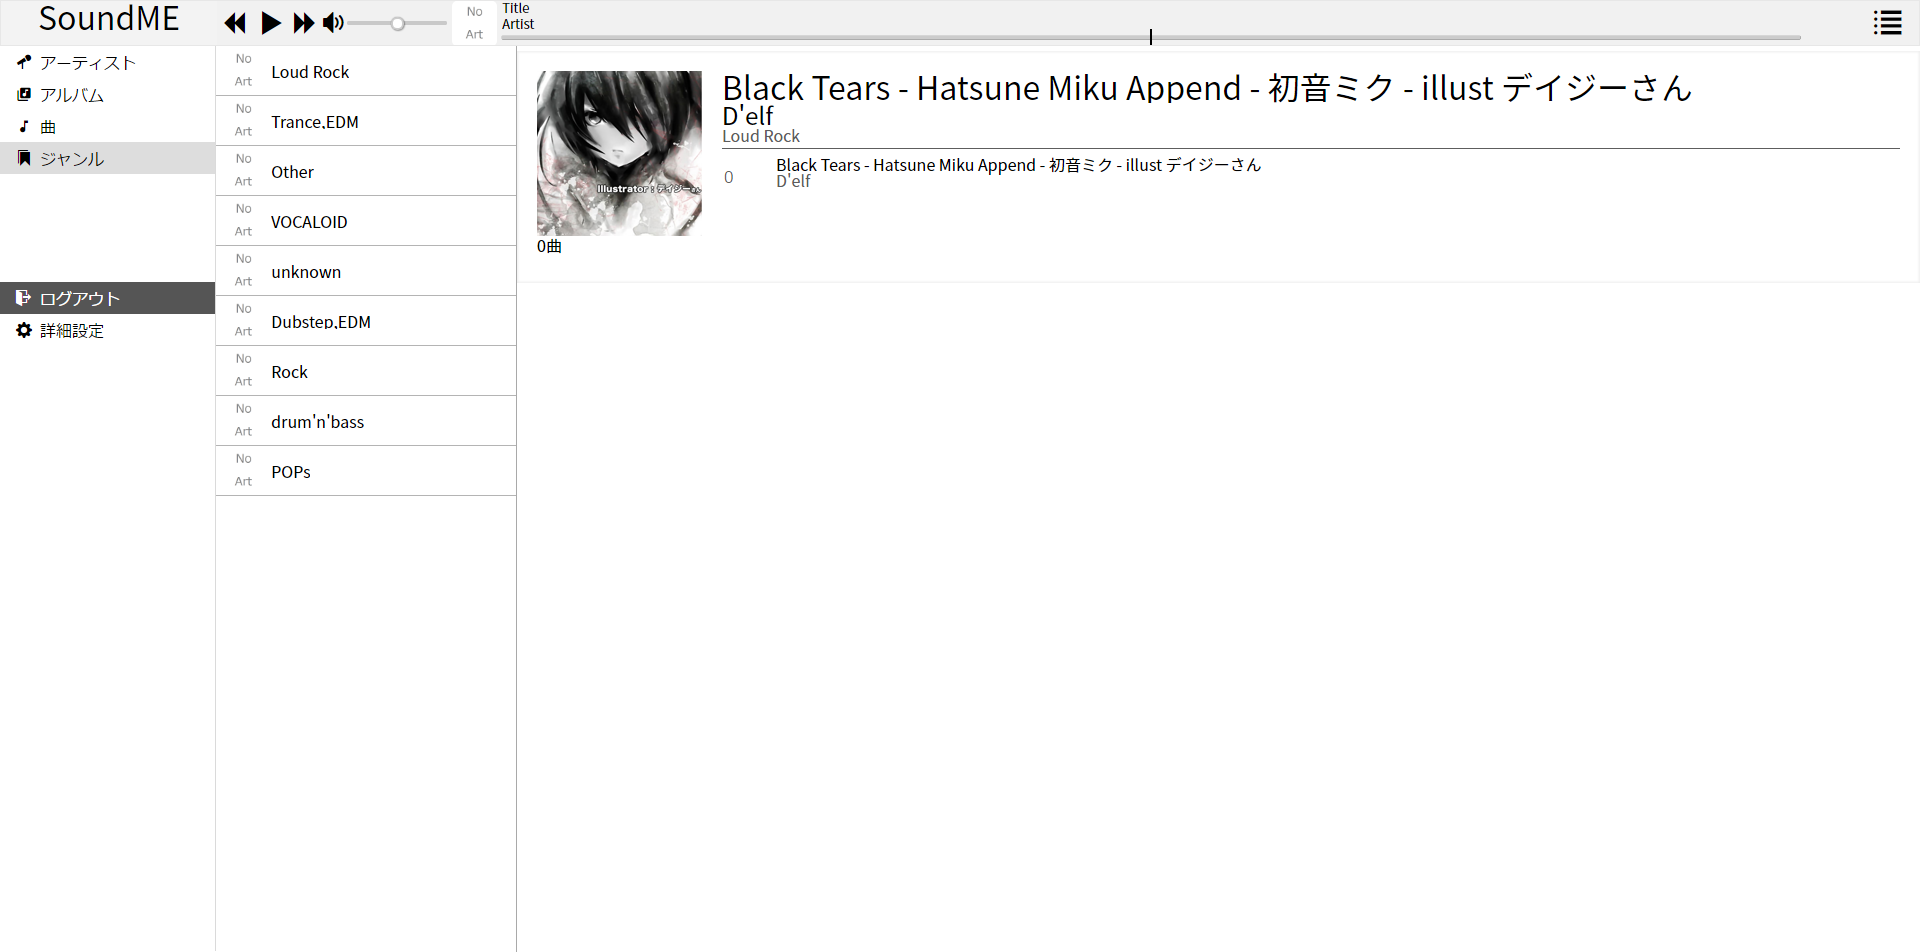 SoundME
No
Art
Title
Artist
アーティスト
アルバム
曲
ジャンル
ログアウト
詳細設定
No
Art
Loud Rock
No
Art
Trance,EDM
No
Art
Other
No
Art
VOCALOID
No
Art
unknown
No
Art
Dubstep,EDM
No
Art
Rock
No
Art
drum'n'bass
No
Art
POPs
Illustrator : デイジーさん
0曲
Black Tears - Hatsune Miku Append - 初音ミク - illust デイジーさん
D'elf
Loud Rock
0
Black Tears - Hatsune Miku Append - 初音ミク - illust デイジーさん
D'elf